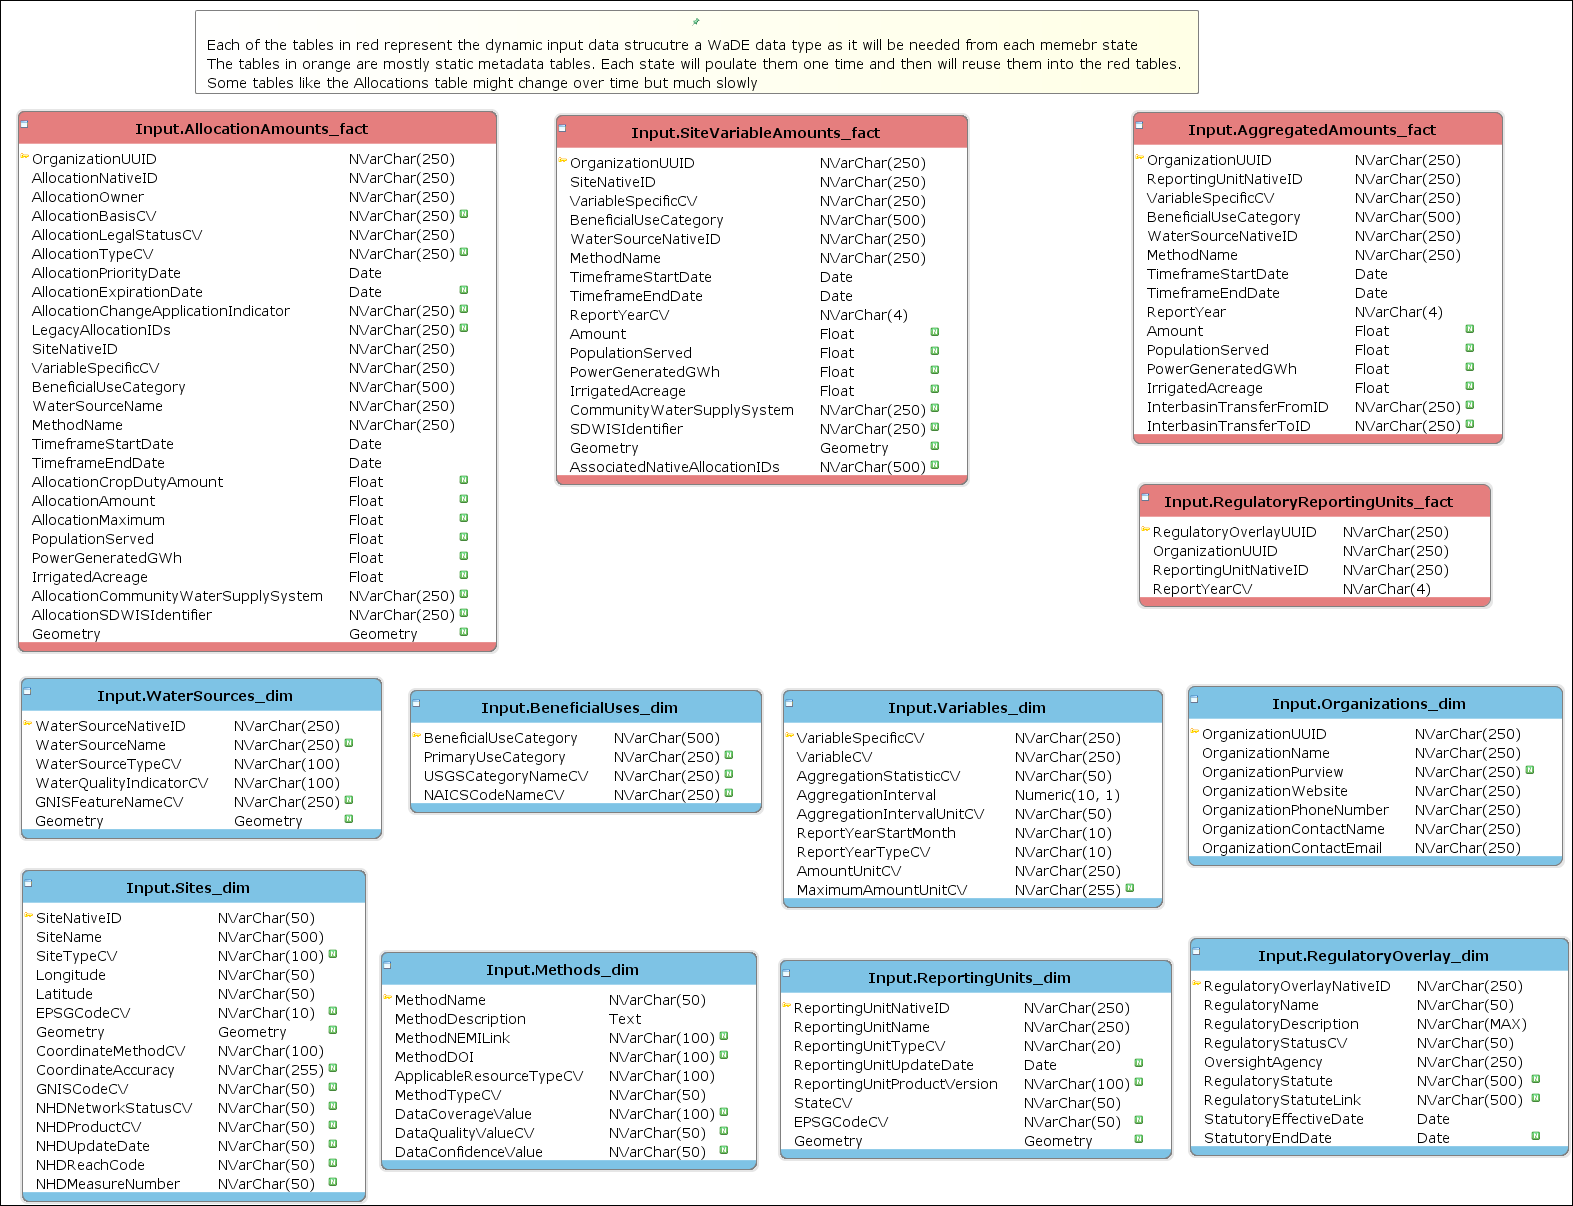 Each of the tables in red represent the dynamic input data strucutre a WaDE data type as it will be needed from each memebr state
The tables in orange are mostly static metadata tables. Each state will poulate them one time and then will reuse them into the red tables.
Some tables like the Allocations table might change over time but much slowly
Input.AllocationAmounts_fact
OrganizationUUID NVarChar(250)
AllocationNativeID NVarChar(250)
AllocationOwner NVarChar(250)
AllocationBasisCV NVarChar(250) N
AllocationLegalStatusCV NVarChar(250)
AllocationTypeCV NVarChar(250) N
AllocationPriorityDate Date
AllocationExpirationDate Date N
AllocationChangeApplicationIndicator NVarChar(250) N
LegacyAllocationIDs NVarChar(250) N
SiteNativeID NVarChar(250)
VariableSpecificCV NVarChar(250)
BeneficialUseCategory NVarChar(500)
WaterSourceName NVarChar(250)
MethodName NVarChar(250)
TimeframeStartDate Date
TimeframeEndDate Date
AllocationCropDutyAmount Float N
AllocationAmount Float N
AllocationMaximum Float N
PopulationServed Float N
PowerGeneratedGWh Float N
IrrigatedAcreage Float N
AllocationCommunityWaterSupplySystem NVarChar(250) N
AllocationSDWISIdentifier NVarChar(250) N
Geometry Geometry N
Input.SiteVariableAmounts_fact
OrganizationUUID NVarChar(250)
SiteNativeID NVarChar(250)
VariableSpecificCV NVarChar(250)
BeneficialUseCategory NVarChar(500)
WaterSourceNativeID NVarChar(250)
MethodName NVarChar(250)
TimeframeStartDate Date
TimeframeEndDate Date
ReportYearCV NVarChar(4)
Amount Float N
PopulationServed Float N
PowerGeneratedGWh Float N
IrrigatedAcreage Float N
CommunityWaterSupplySystem NVarChar(250) N
SDWISIdentifier NVarChar(250) N
Geometry Geometry N
AssociatedNativeAllocationIDs NVarChar(500) N
Input.AggregatedAmounts_fact
OrganizationUUID NVarChar(250)
ReportingUnitNativeID NVarChar(250)
VariableSpecificCV NVarChar(250)
BeneficialUseCategory NVarChar(500)
WaterSourceNativeID NVarChar(250)
MethodName NVarChar(250)
TimeframeStartDate Date
TimeframeEndDate Date
ReportYear NVarChar(4)
Amount Float N
PopulationServed Float N
PowerGeneratedGWh Float N
IrrigatedAcreage Float N
InterbasinTransferFromID NVarChar(250) N
InterbasinTransferToID NVarChar(250) N
Input.RegulatoryReportingUnits_fact
RegulatoryOverlayUUID NVarChar(250)
OrganizationUUID NVarChar(250)
ReportingUnitNativeID NVarChar(250)
ReportYearCV NVarChar(4)
Input.WaterSources_dim
WaterSourceNativeID NVarChar(250)
WaterSourceName NVarChar(250) N
WaterSourceTypeCV NVarChar(100)
WaterQualityIndicatorCV NVarChar(100)
GNISFeatureNameCV NVarChar(250) N
Geometry Geometry N
Input.BeneficialUses_dim
BeneficialUseCategory NVarChar(500)
PrimaryUseCategory NVarChar(250) N
USGSCategoryNameCV NVarChar(250) N
NAICSCodeNameCV NVarChar(250) N
Input.Variables_dim
VariableSpecificCV NVarChar(250)
VariableCV NVarChar(250)
AggregationStatisticCV NVarChar(50)
AggregationInterval Numeric(10, 1)
AggregationIntervalUnitCV NVarChar(50)
ReportYearStartMonth NVarChar(10)
ReportYearTypeCV NVarChar(10)
AmountUnitCV NVarChar(250)
MaximumAmountUnitCV NVarChar(255) N
Input.Organizations_dim
OrganizationUUID NVarChar(250)
OrganizationName NVarChar(250)
OrganizationPurview NVarChar(250) N
OrganizationWebsite NVarChar(250)
OrganizationPhoneNumber NVarChar(250)
OrganizationContactName NVarChar(250)
OrganizationContactEmail NVarChar(250)
Input.Sites_dim
SiteNativeID NVarChar(50)
SiteName NVarChar(500)
SiteTypeCV NVarChar(100) N
Longitude NVarChar(50)
Latitude NVarChar(50)
EPSGCodeCV NVarChar(10) N
Geometry Geometry N
CoordinateMethodCV NVarChar(100)
CoordinateAccuracy NVarChar(255) N
GNISCodeCV NVarChar(50) N
NHDNetworkStatusCV NVarChar(50) N
NHDProductCV NVarChar(50) N
NHDUpdateDate NVarChar(50) N
NHDReachCode NVarChar(50) N
NHDMeasureNumber NVarChar(50) N
Input.Methods_dim
MethodName NVarChar(50)
MethodDescription Text
MethodNEMILink NVarChar(100) N
MethodDOI NVarChar(100) N
ApplicableResourceTypeCV NVarChar(100)
MethodTypeCV NVarChar(50)
DataCoverageValue NVarChar(100) N
DataQualityValueCV NVarChar(50) N
DataConfidenceValue NVarChar(50) N
Input.ReportingUnits_dim
ReportingUnitNativeID NVarChar(250)
ReportingUnitName NVarChar(250)
ReportingUnitTypeCV NVarChar(20)
ReportingUnitUpdateDate Date N
ReportingUnitProductVersion NVarChar(100) N
StateCV NVarChar(50)
EPSGCodeCV NVarChar(50) N
Geometry Geometry N
Input.RegulatoryOverlay_dim
RegulatoryOverlayNativeID NVarChar(250)
RegulatoryName NVarChar(50)
RegulatoryDescription NVarChar(MAX)
RegulatoryStatusCV NVarChar(50)
OversightAgency NVarChar(250)
RegulatoryStatute NVarChar(500) N
RegulatoryStatuteLink NVarChar(500) N
StatutoryEffectiveDate Date
StatutoryEndDate Date N